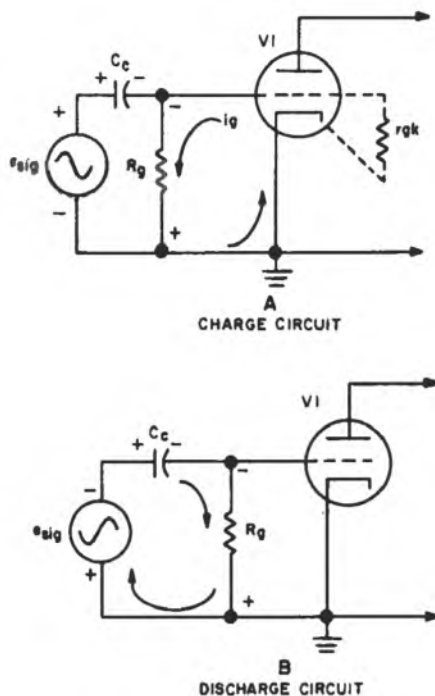 V1
+ Cc -
+
-
esig
Rg
ig
rgk
-
+
A
CHARGE CIRCUIT
V1
+ Cc -
-
-
esig
Rg
+
+
B
DISCHARGE CIRCUIT